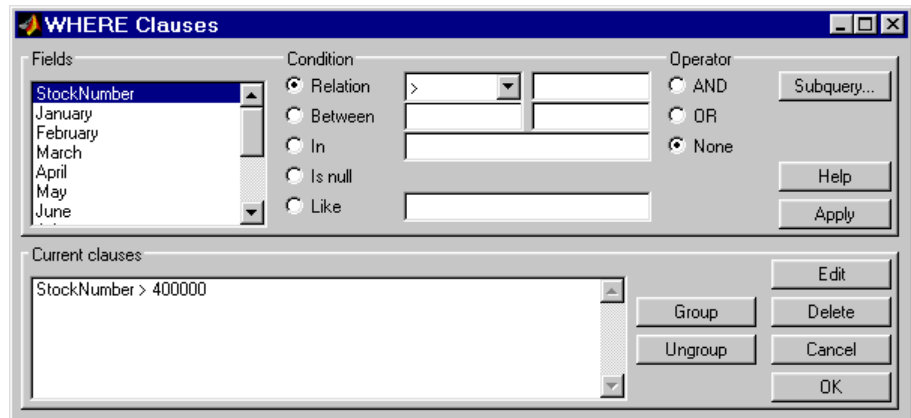 WHERE Clauses
Fields
StockNumber
January
February
March
April
May
June
Condition
Relation >
Between
In
Is null
Like
Operator
AND
OR
None
Subquery...
Help
Apply
Current clauses
StockNumber > 400000
Group
Ungroup
Edit
Delete
Cancel
OK